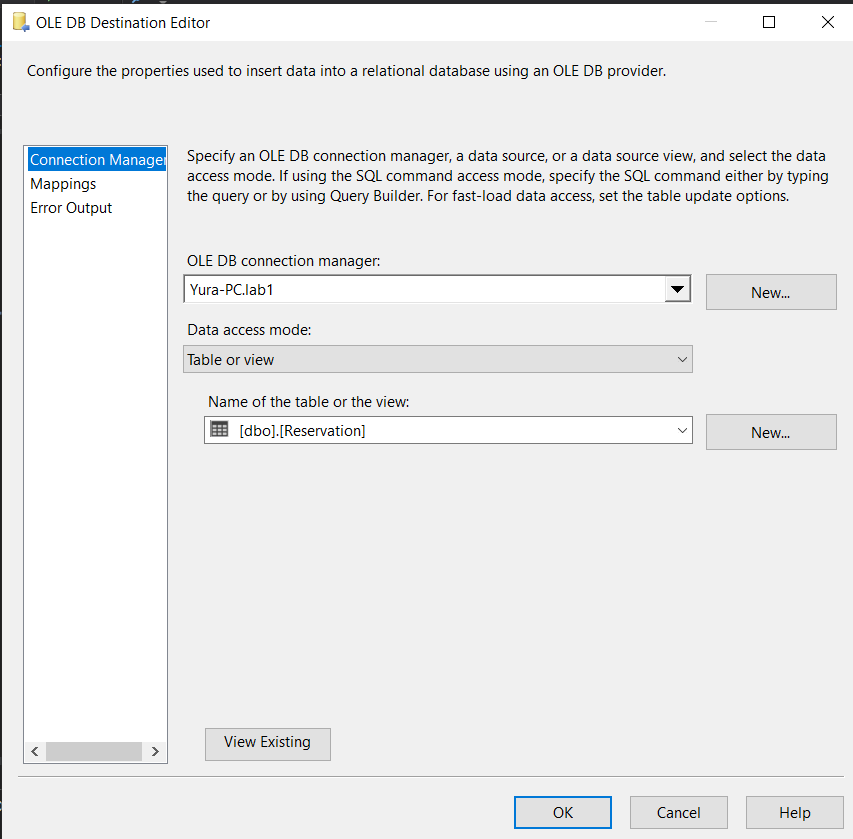 OLE DB Destination Editor
Configure the properties used to insert data into a relational database using an OLE DB provider.
Connection Manager
Mappings
Error Output
Specify an OLE DB connection manager, a data source, or a data source view, and select the data
access mode. If using the SQL command access mode, specify the SQL command either by typing
the query or by using Query Builder. For fast-load data access, set the table update options.
OLE DB connection manager:
Yura-PC.lab1
New...
Data access mode:
Table or view
Name of the table or the view:
[dbo].[Reservation]
New...
View Existing
OK
Cancel
Help